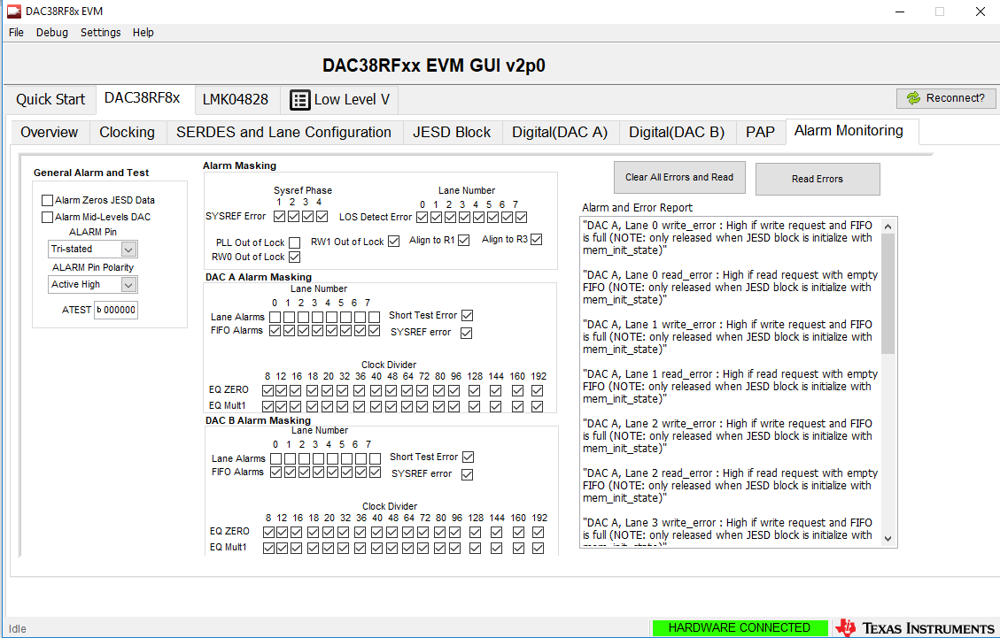 DAC38RF8x EVM
File Debug Settings Help
DAC38RFxx EVM GUI v2p0
Quick Start DAC38RF8x LMK04828 Low Level V Reconnect?
Overview Clocking SERDES and Lane Configuration JESD Block Digital(DAC A) Digital(DAC B) PAP Alarm Monitoring
General Alarm and Test
Alarm Zeros JESD Data
Alarm Mid-Levels DAC
ALARM Pin
Tri-stated
ALARM Pin Polarity
Active High
ATEST b 000000
Alarm Masking
Sysref Phase Lane Number
1 2 3 4 0 1 2 3 4 5 6 7
SYSREF Error LOS Detect Error
PLL Out of Lock RW1 Out of Lock Align to R1 Align to R3
RW0 Out of Lock
DAC A Alarm Masking
Lane Number
0 1 2 3 4 5 6 7
Lane Alarms Short Test Error
FIFO Alarms SYSREF error
Clock Divider
8 12 16 18 20 32 36 40 48 64 72 80 96 128 144 160 192
EQ ZERO
EQ Mult1
DAC B Alarm Masking
Lane Number
0 1 2 3 4 5 6 7
Lane Alarms Short Test Error
FIFO Alarms SYSREF error
Clock Divider
8 12 16 18 20 32 36 40 48 64 72 80 96 128 144 160 192
EQ ZERO
EQ Mult1
Clear All Errors and Read Read Errors
Alarm and Error Report
"DAC A, Lane 0 write_error : High if write request and FIFO
is full (NOTE: only released when JESD block is initialize with
mem_init_state)"
"DAC A, Lane 0 read_error : High if read request with empty
FIFO (NOTE: only released when JESD block is initialize with
mem_init_state)"
"DAC A, Lane 1 write_error : High if write request and FIFO
is full (NOTE: only released when JESD block is initialize with
mem_init_state)"
"DAC A, Lane 1 read_error : High if read request with empty
FIFO (NOTE: only released when JESD block is initialize with
mem_init_state)"
"DAC A, Lane 2 write_error : High if write request and FIFO
is full (NOTE: only released when JESD block is initialize with
mem_init_state)"
"DAC A, Lane 2 read_error : High if read request with empty
FIFO (NOTE: only released when JESD block is initialize with
mem_init_state)"
"DAC A, Lane 3 write_error : High if write request and FIFO
is full (NOTE: only released when JESD block is initialize with
mem_init_state)"
Idle HARDWARE CONNECTED TEXAS INSTRUMENTS